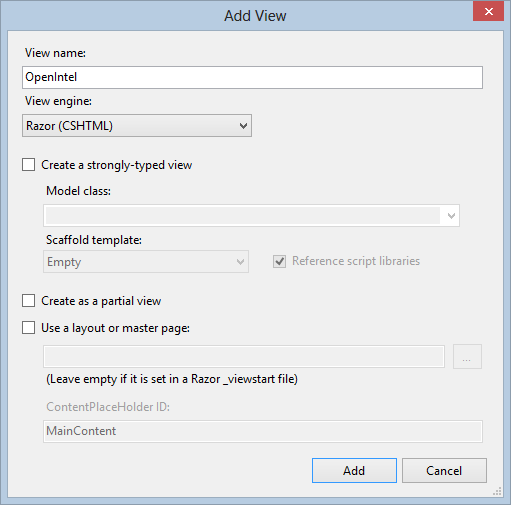 Add View
View name:
OpenIntel
View engine:
Razor (CSHTML)
Create a strongly-typed view
Model class:
Scaffold template:
Empty
Reference script libraries
Create as a partial view
Use a layout or master page:
...
(Leave empty if it is set in a Razor _viewstart file)
ContentPlaceHolder ID:
MainContent
Add
Cancel